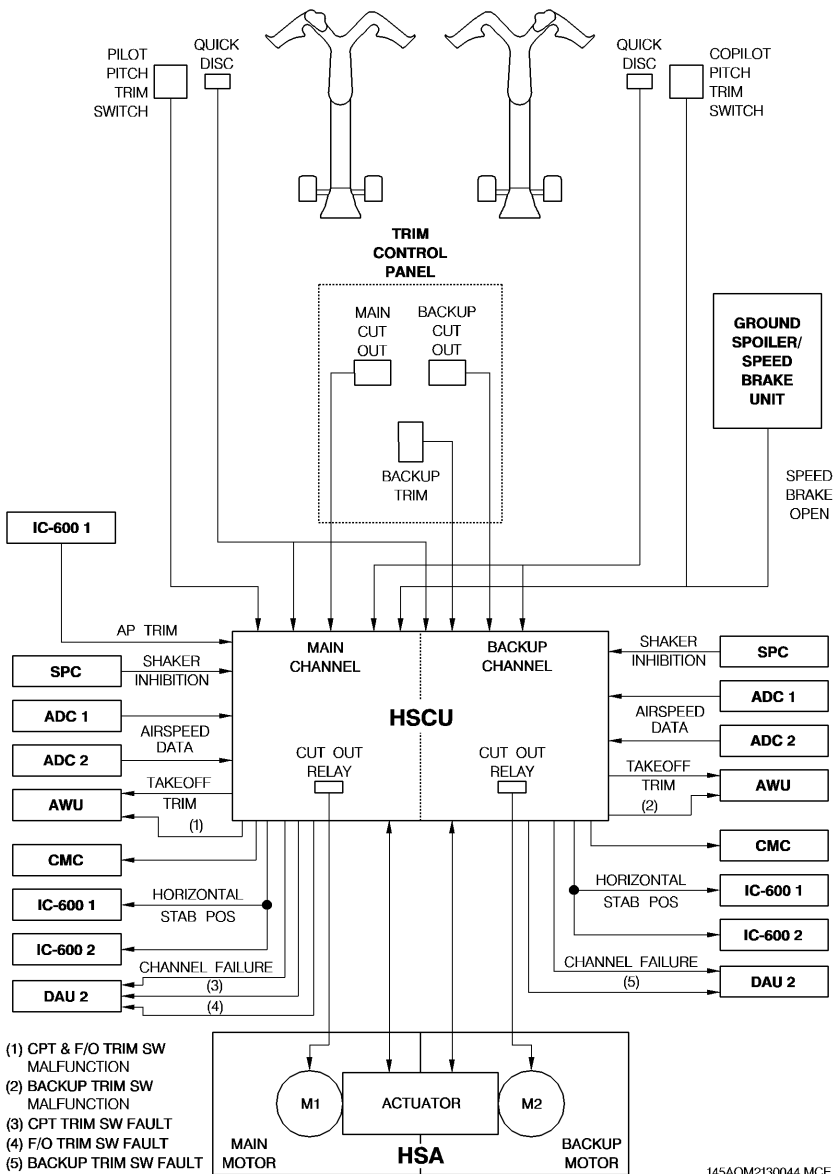 PILOT
PITCH
TRIM
SWITCH
QUICK
DISC
QUICK
DISC
COPILOT
PITCH
TRIM
SWITCH
TRIM
CONTROL
PANEL
MAIN
CUT
OUT
BACKUP
CUT
OUT
BACKUP
TRIM
GROUND
SPOILER/
SPEED
BRAKE
UNIT
SPEED
BRAKE
OPEN
IC-600 1
AP TRIM
SPC
SHAKER
INHIBITION
ADC 1
AIRSPEED
DATA
ADC 2
TAKEOFF
TRIM
(1)
AWU
CMC
IC-600 1
HORIZONTAL
STAB POS
IC-600 2
CHANNEL FAILURE
(3)
DAU 2
(4)
MAIN
CHANNEL
BACKUP
CHANNEL
HSCU
CUT OUT
RELAY
CUT OUT
RELAY
SHAKER
INHIBITION
SPC
ADC 1
AIRSPEED
DATA
ADC 2
TAKEOFF
TRIM
(2)
AWU
CMC
HORIZONTAL
STAB POS
IC-600 1
IC-600 2
CHANNEL FAILURE
(5)
DAU 2
(1) CPT & F/O TRIM SW
MALFUNCTION
(2) BACKUP TRIM SW
MALFUNCTION
(3) CPT TRIM SW FAULT
(4) F/O TRIM SW FAULT
(5) BACKUP TRIM SW FAULT
M1
ACTUATOR
M2
MAIN
MOTOR
HSA
BACKUP
MOTOR
145AOM2130044.MCE